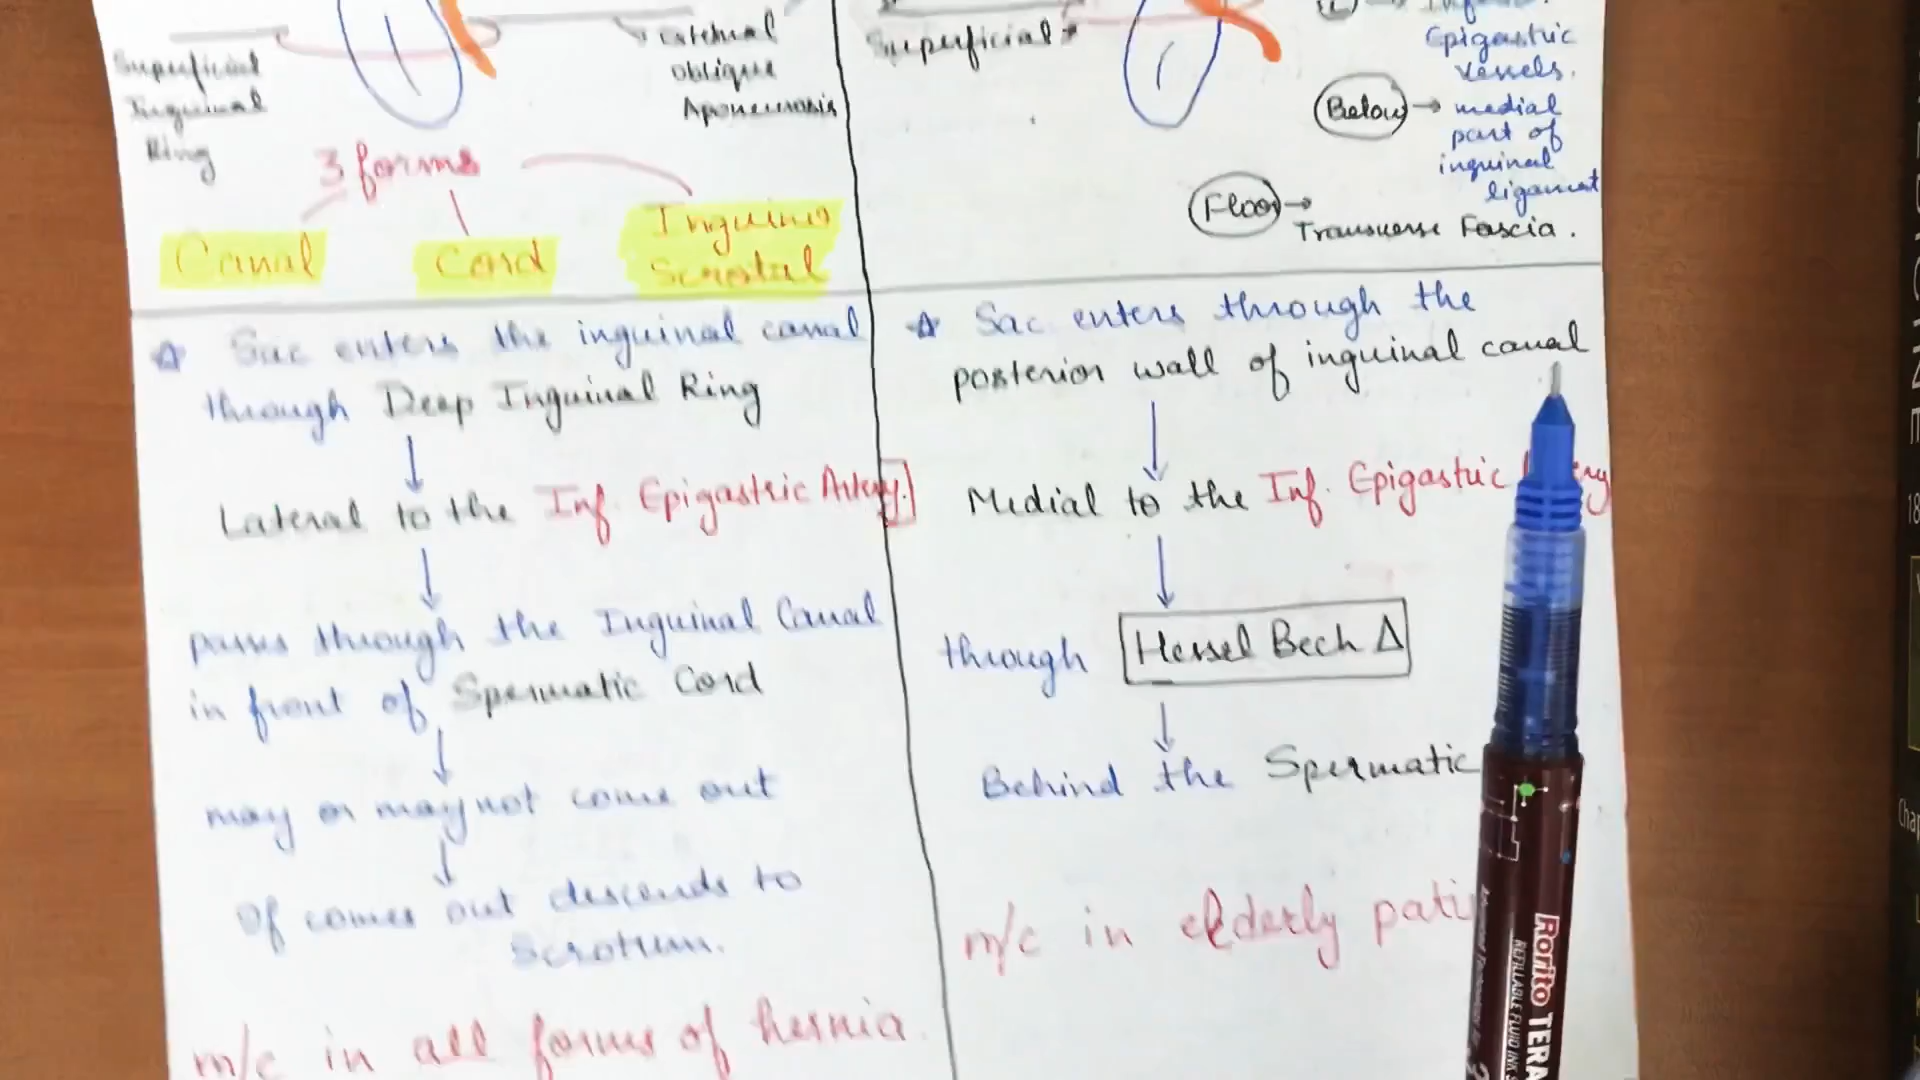 Superficial
Inguinal
Ring
External
oblique
Aponeurosis
3 forms
Canal
Cord
Inguino
Scrotal
Sac enters the inguinal canal
through Deep Inguinal Ring
Lateral to the Inf. Epigastric Artery.
passes through the Inguinal Canal
in front of Spermatic Cord
may or may not come out
If comes out descends to
Scrotum.
m/c in all forms of hernia.
Superficial
Epigastric
Vessels.
Below → medial
part of
inguinal
ligament
Floor →
Transverse Fascia.
Sac enters through the
posterior wall of inguinal canal
Medial to the Inf. Epigastric
through Hessel Bech Δ
Behind the Spermatic
m/c in elderly
Rorito TERA
REFILLABLE FLUID INK